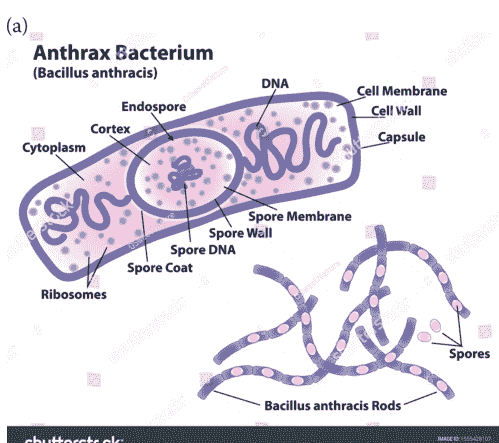 (a)
Anthrax Bacterium
(Bacillus anthracis)
DNA
Cell Membrane
Endospore
Cell Wall
Cortex
Capsule
Cytoplasm
Spore Membrane
Spore Wall
Spore DNA
Spore Coat
Ribosomes
Spores
Bacillus anthracis Rods